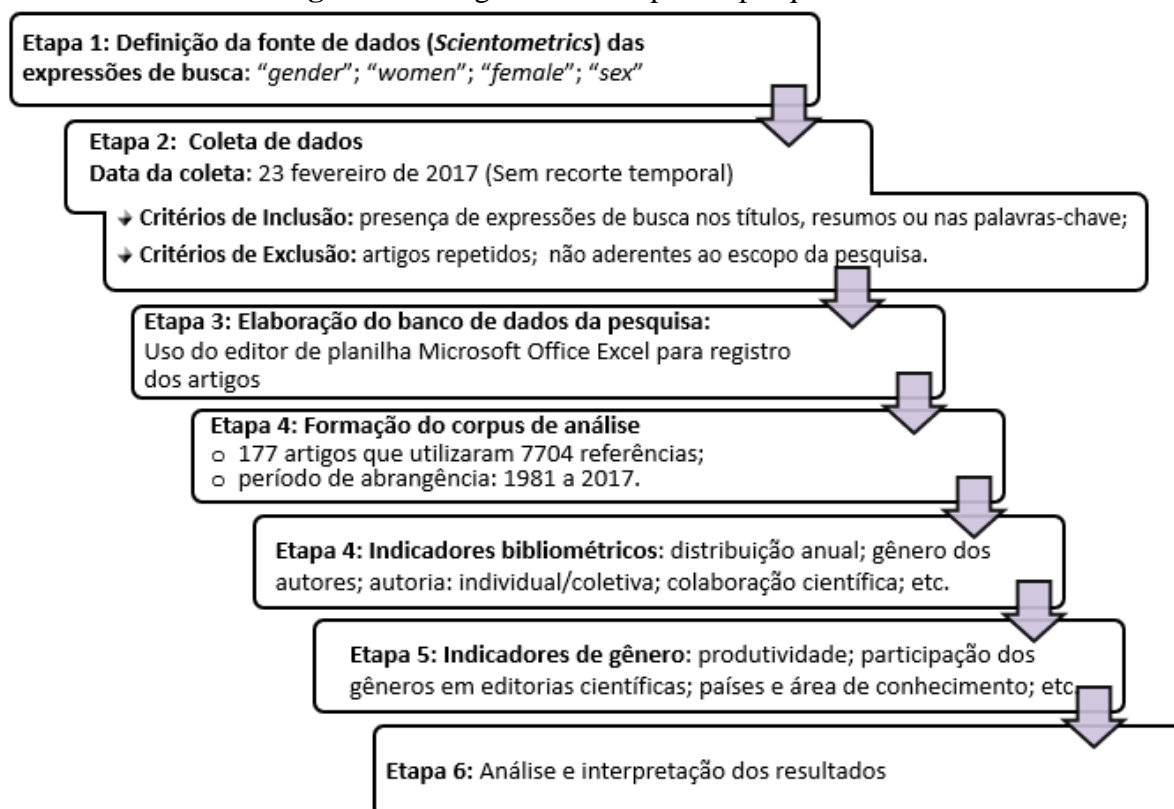 Etapa 1: Definição da fonte de dados (Scientometrics) das
expressões de busca: “gender”; “women”; “female”; “sex”
Etapa 2: Coleta de dados
Data da coleta: 23 fevereiro de 2017 (Sem recorte temporal)
Critérios de Inclusão: presença de expressões de busca nos títulos, resumos ou nas palavras-chave;
Critérios de Exclusão: artigos repetidos; não aderentes ao escopo da pesquisa.
Etapa 3: Elaboração do banco de dados da pesquisa:
Uso do editor de planilha Microsoft Office Excel para registro
dos artigos
Etapa 4: Formação do corpus de análise
177 artigos que utilizaram 7704 referências;
período de abrangência: 1981 a 2017.
Etapa 4: Indicadores bibliométricos: distribuição anual; gênero dos
autores; autoria: individual/coletiva; colaboração científica; etc.
Etapa 5: Indicadores de gênero: produtividade; participação dos
gêneros em editorias científicas; países e área de conhecimento; etc.
Etapa 6: Análise e interpretação dos resultados